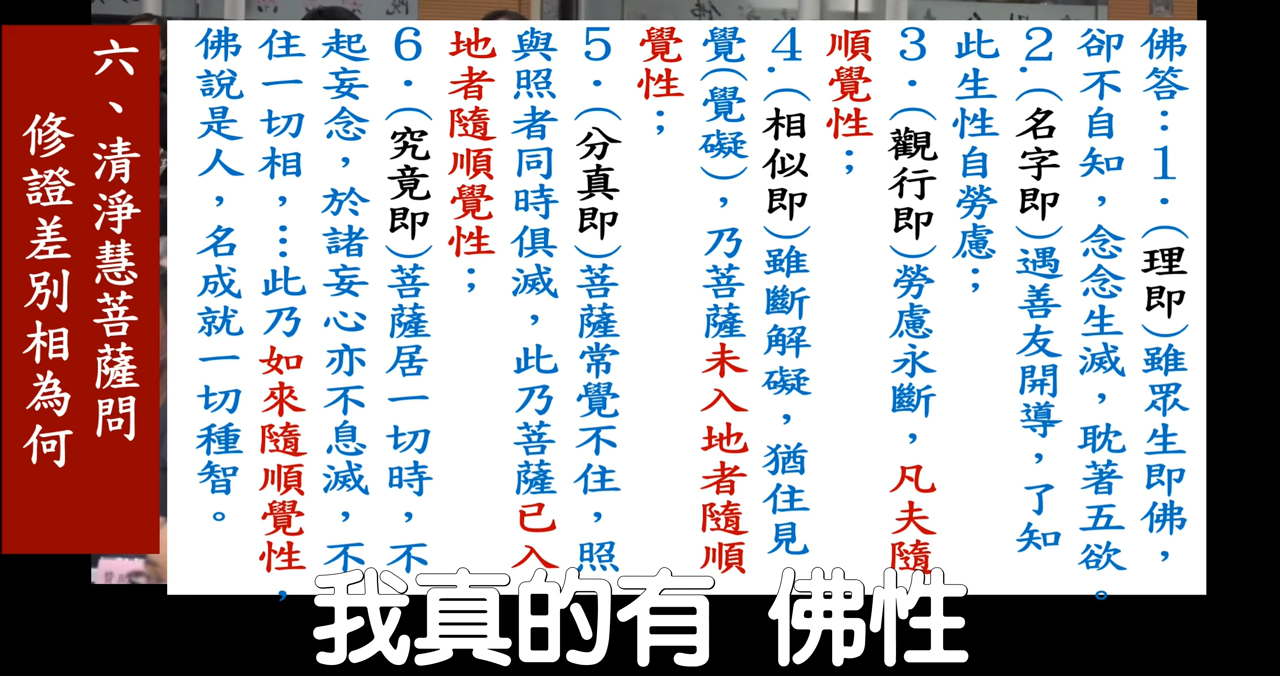 六、清淨慧菩薩問
修證差別相為何
佛答：1.（理即）雖眾生即佛，
卻不自知，念念生滅，耽著五欲。
2.（名字即）遇善友開導，了知
此生性自勞慮；
3.（觀行即）勞慮永斷，凡夫隨
順覺性；
4.（相似即）雖斷解礙，猶住見
覺（覺礙），乃菩薩未入地者隨順
覺性；
5.（分真即）菩薩常覺不住，照
與照者同時俱滅，此乃菩薩已入
地者隨順覺性；
6.（究竟即）菩薩居一切時，不
起妄念，於諸妄心亦不息滅，不
住一切相，…此乃如來隨順覺性，
佛說是人，名成就一切種智。
我真的有 佛性